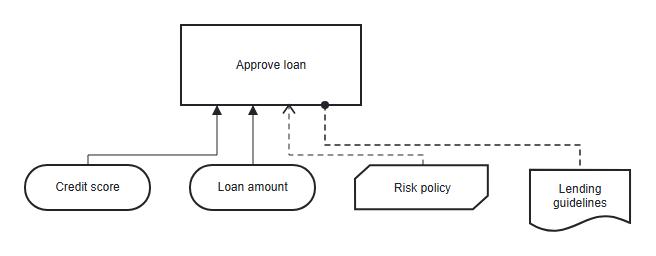 Approve loan
Credit score
Loan amount
Risk policy
Lending
guidelines